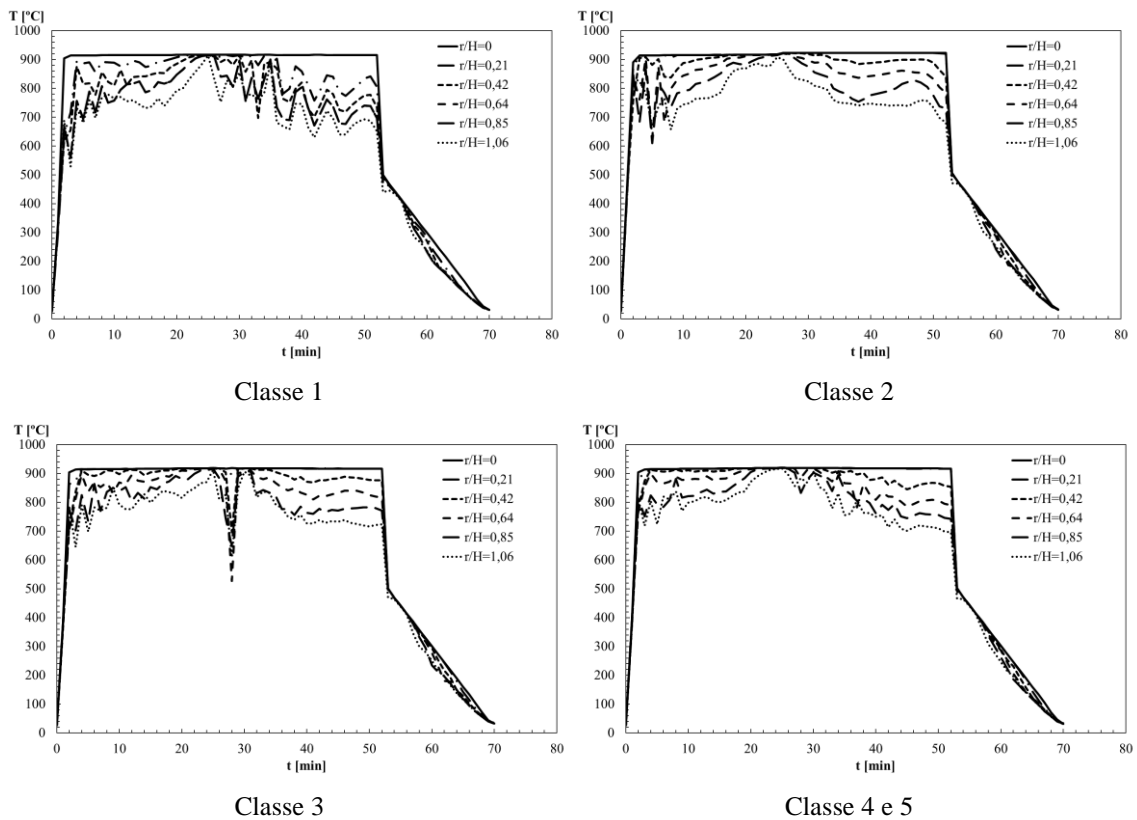 T [ºC]
1000
900
800
700
600
500
400
300
200
100
0
0 10 20 30 40 50 60 70 80
t [min]
r/H=0
r/H=0,21
r/H=0,42
r/H=0,64
r/H=0,85
r/H=1,06
Classe 1
T [ºC]
1000
900
800
700
600
500
400
300
200
100
0
0 10 20 30 40 50 60 70 80
t [min]
r/H=0
r/H=0,21
r/H=0,42
r/H=0,64
r/H=0,85
r/H=1,06
Classe 2
T [ºC]
1000
900
800
700
600
500
400
300
200
100
0
0 10 20 30 40 50 60 70 80
t [min]
r/H=0
r/H=0,21
r/H=0,42
r/H=0,64
r/H=0,85
r/H=1,06
Classe 3
T [ºC]
1000
900
800
700
600
500
400
300
200
100
0
0 10 20 30 40 50 60 70 80
t [min]
r/H=0
r/H=0,21
r/H=0,42
r/H=0,64
r/H=0,85
r/H=1,06
Classe 4 e 5